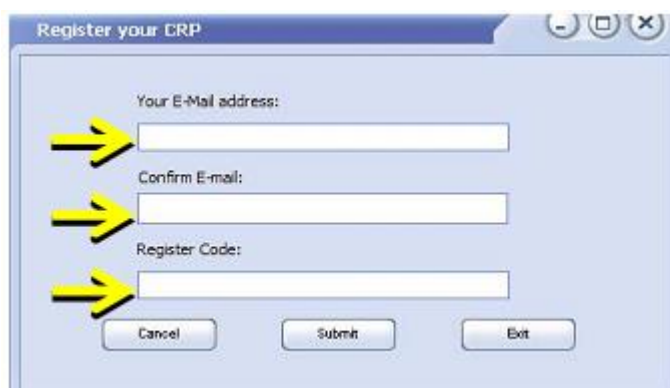 Register your CRP
Your E-Mail address:
Confirm E-mail:
Register Code:
Cancel Submit Exit